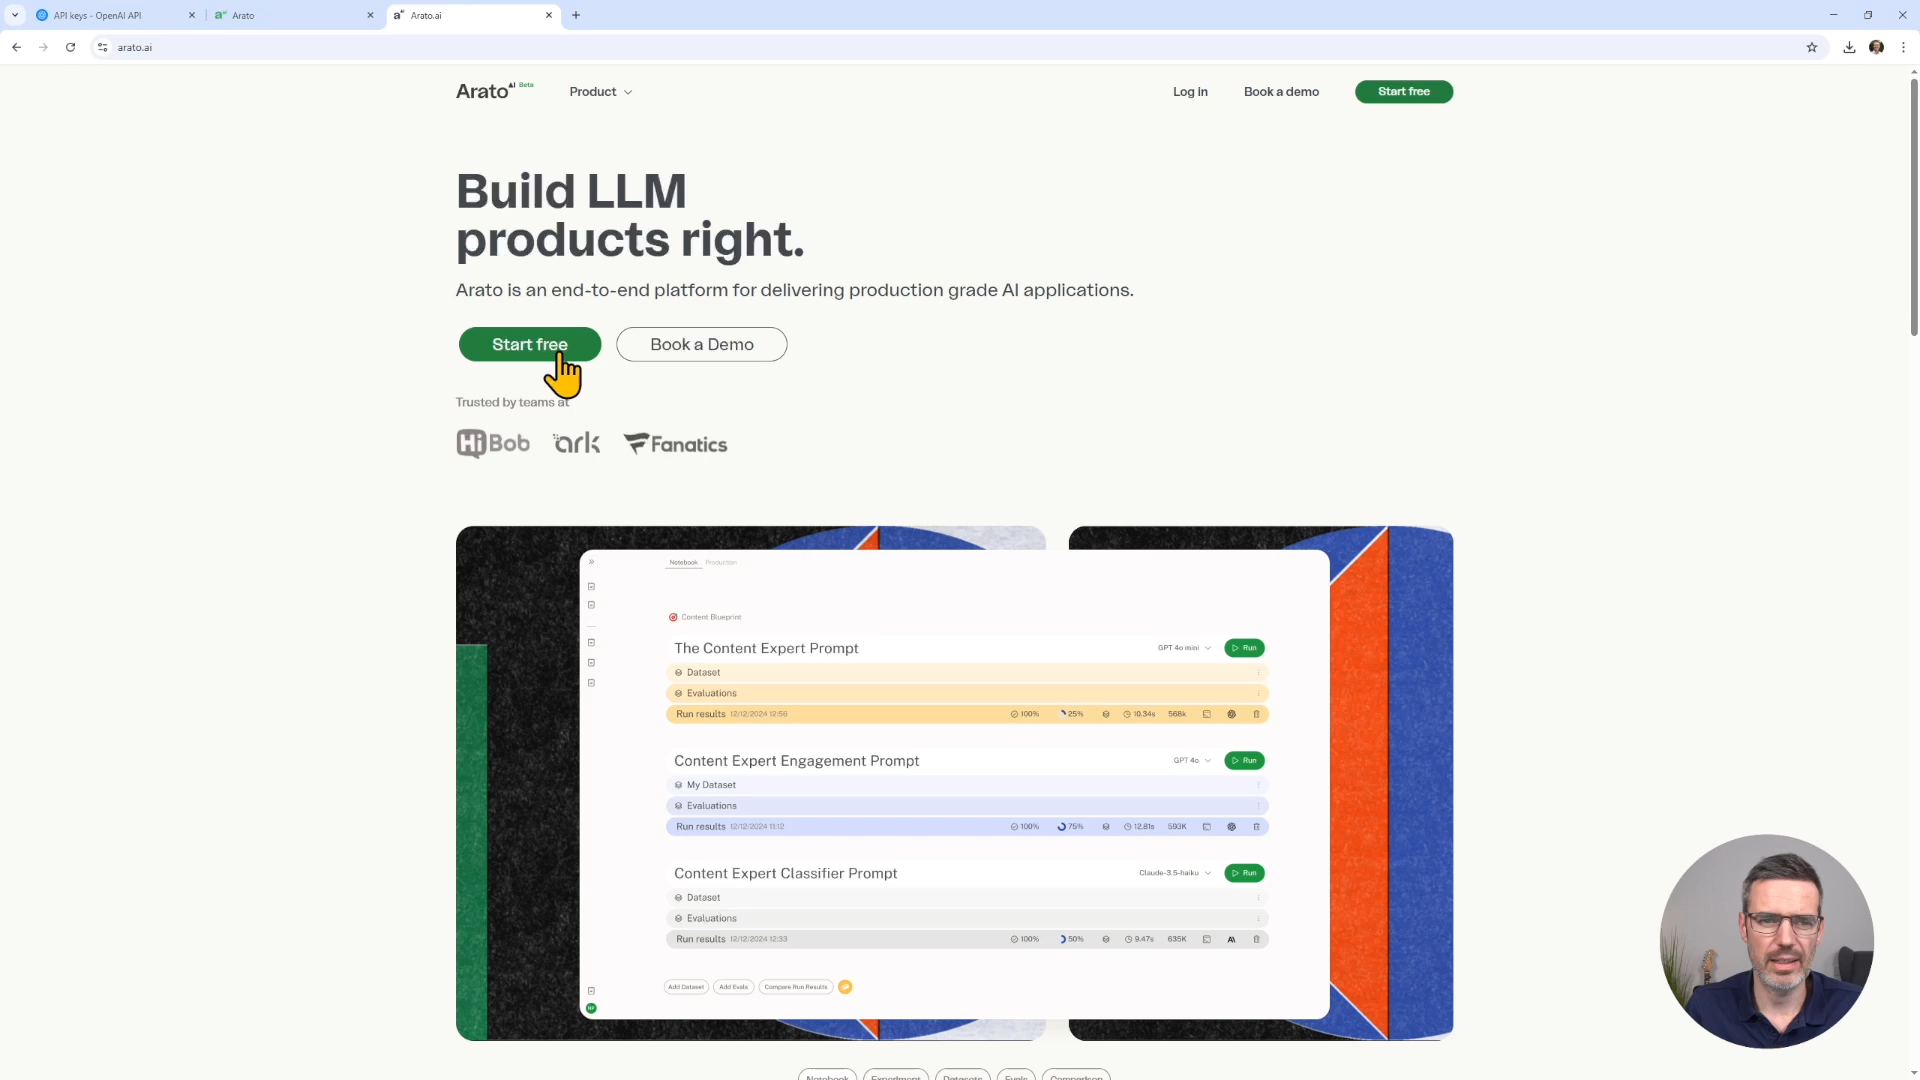 API keys - OpenAI API
Arato
Arato.ai
arato.ai
Arato AI Beta
Product
Log in
Book a demo
Start free
Build LLM
products right.
Arato is an end-to-end platform for delivering production grade AI applications.
Start free
Book a Demo
Trusted by teams at
HiBob
ark
Fanatics
Notebook
Production
Content Blueprint
The Content Expert Prompt
GPT 4o mini
Run
Dataset
Evaluations
Run results 12/12/2024 12:56
100%
25%
10.34s
568k
Content Expert Engagement Prompt
GPT 4o
Run
My Dataset
Evaluations
Run results 12/12/2024 11:12
100%
75%
12.81s
593K
Content Expert Classifier Prompt
Claude-3.5-haiku
Run
Dataset
Evaluations
Run results 12/12/2024 12:33
100%
50%
9.47s
635K
Add Dataset
Add Evals
Compare Run Results
Notebook
Experiment
Datasets
Evals
Comparison